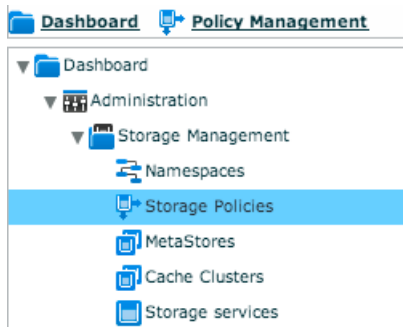 Dashboard Policy Management
Dashboard
Administration
Storage Management
Namespaces
Storage Policies
MetaStores
Cache Clusters
Storage services